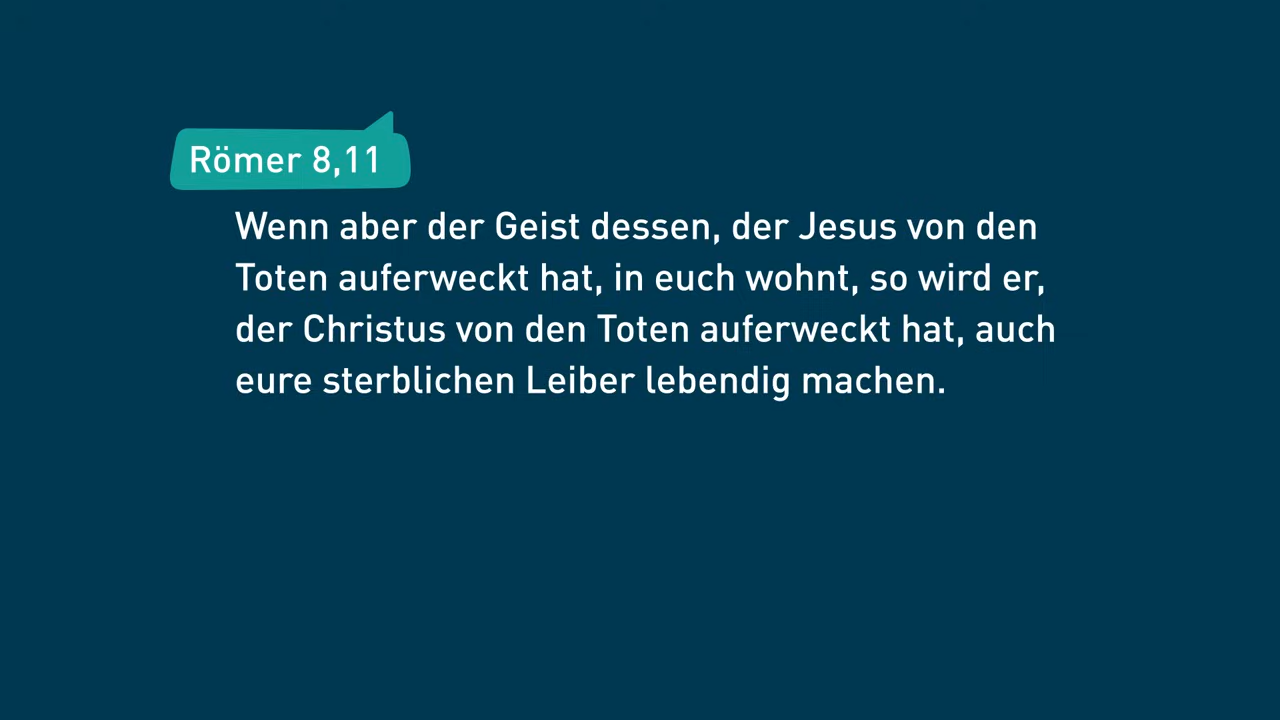 Römer 8,11
Wenn aber der Geist dessen, der Jesus von den
Toten auferweckt hat, in euch wohnt, so wird er,
der Christus von den Toten auferweckt hat, auch
eure sterblichen Leiber lebendig machen.